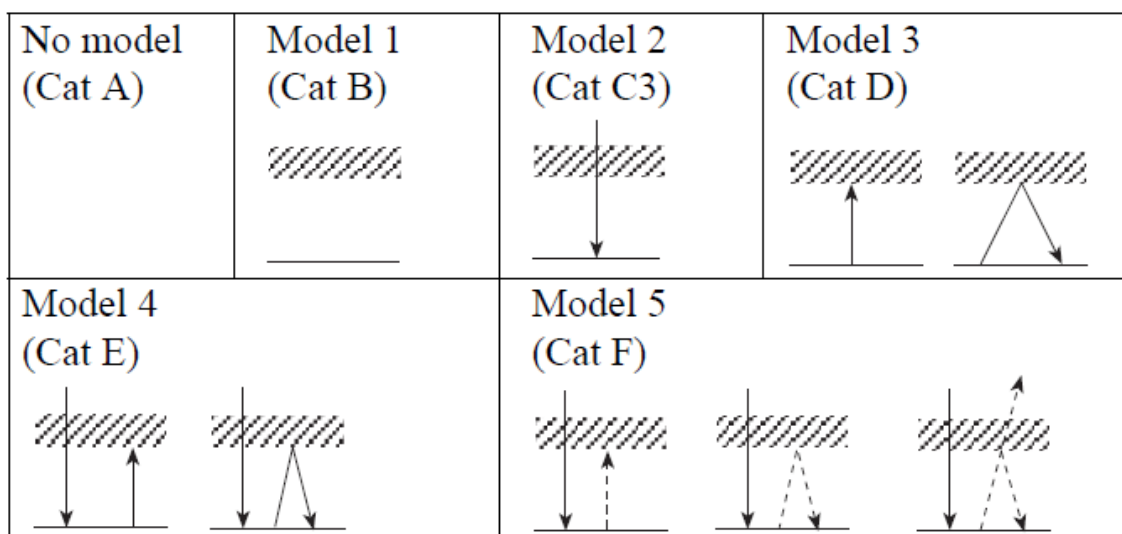 No model
(Cat A)
Model 1
(Cat B)
Model 2
(Cat C3)
Model 3
(Cat D)
Model 4
(Cat E)
Model 5
(Cat F)